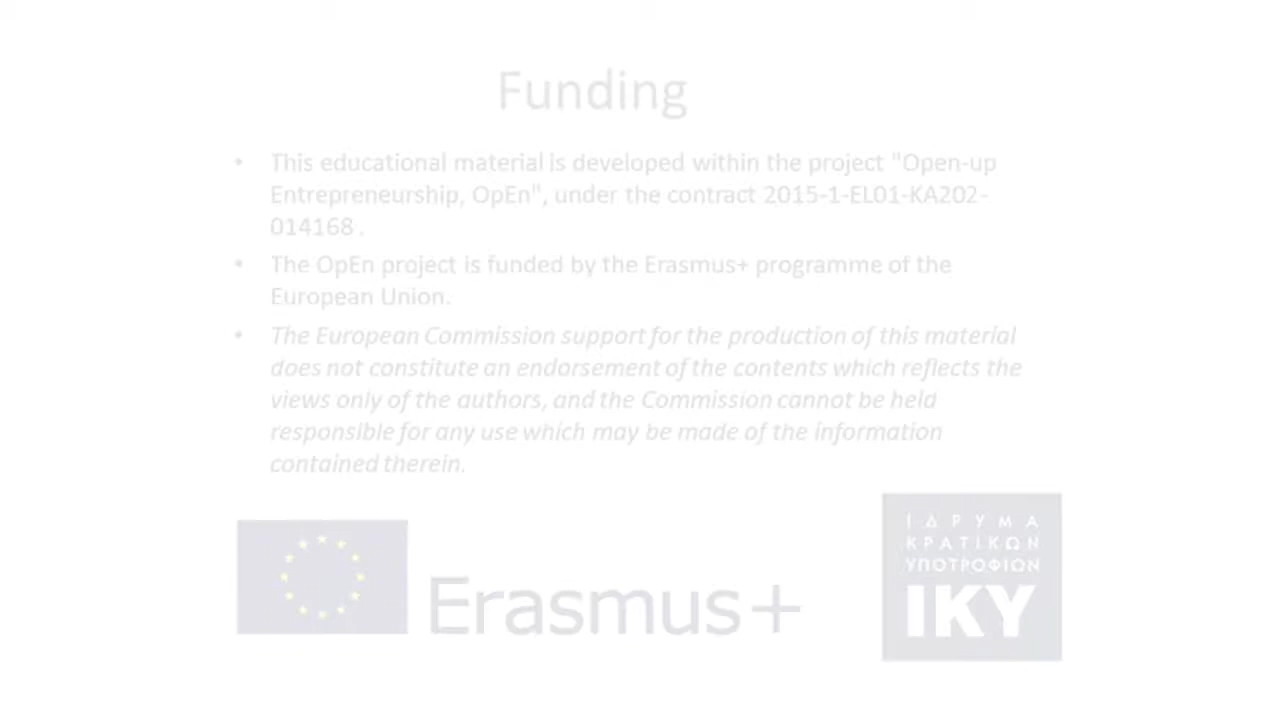 Funding
• This educational material is developed within the project "Open-up
Entrepreneurship, OpEn", under the contract 2015-1-EL01-KA202-
014168 .
• The OpEn project is funded by the Erasmus+ programme of the
European Union.
• The European Commission support for the production of this material
does not constitute an endorsement of the contents which reflects the
views only of the authors, and the Commission cannot be held
responsible for any use which may be made of the information
contained therein.
Erasmus+
ΙΔΡΥΜΑ
ΚΡΑΤΙΚΩΝ
ΥΠΟΤΡΟΦΙΩΝ
IKY